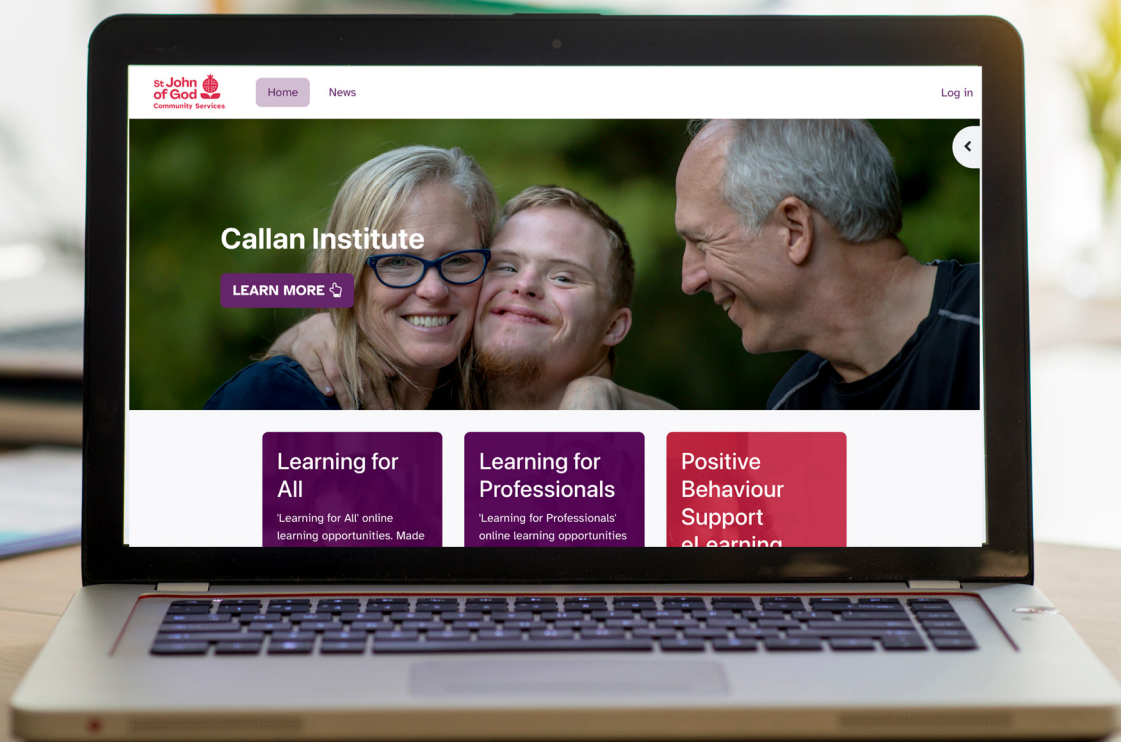 St John
of God
Community Services
Home
News
Log in
Callan Institute
LEARN MORE
Learning for
All
'Learning for All' online
learning opportunities. Made
Learning for
Professionals
'Learning for Professionals'
online learning opportunities
Positive
Behaviour
Support
eLearning